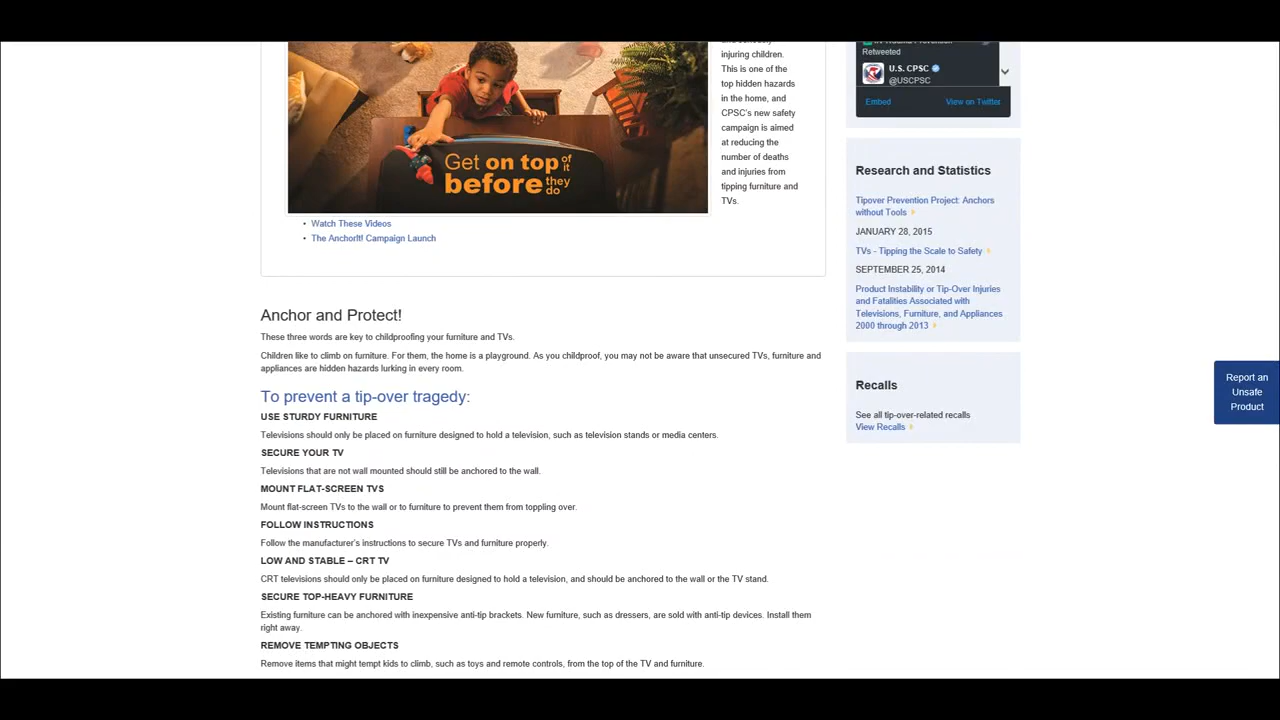 and seriously
injuring children.
This is one of the
top hidden hazards
in the home, and
CPSC's new safety
campaign is aimed
at reducing the
number of deaths
and injuries from
tipping furniture and
TVs.
Get on top of it
before they do
• Watch These Videos
• The AnchorIt! Campaign Launch
Anchor and Protect!
These three words are key to childproofing your furniture and TVs.
Children like to climb on furniture. For them, the home is a playground. As you childproof, you may not be aware that unsecured TVs, furniture and
appliances are hidden hazards lurking in every room.
To prevent a tip-over tragedy:
USE STURDY FURNITURE
Televisions should only be placed on furniture designed to hold a television, such as television stands or media centers.
SECURE YOUR TV
Televisions that are not wall mounted should still be anchored to the wall.
MOUNT FLAT-SCREEN TVS
Mount flat-screen TVs to the wall or to furniture to prevent them from toppling over.
FOLLOW INSTRUCTIONS
Follow the manufacturer's instructions to secure TVs and furniture properly.
LOW AND STABLE – CRT TV
CRT televisions should only be placed on furniture designed to hold a television, and should be anchored to the wall or the TV stand.
SECURE TOP-HEAVY FURNITURE
Existing furniture can be anchored with inexpensive anti-tip brackets. New furniture, such as dressers, are sold with anti-tip devices. Install them
right away.
REMOVE TEMPTING OBJECTS
Remove items that might tempt kids to climb, such as toys and remote controls, from the top of the TV and furniture.
Retweeted
U.S. CPSC
@USCPSC
Embed View on Twitter
Research and Statistics
Tipover Prevention Project: Anchors
without Tools
JANUARY 28, 2015
TVs - Tipping the Scale to Safety
SEPTEMBER 25, 2014
Product Instability or Tip-Over Injuries
and Fatalities Associated with
Televisions, Furniture, and Appliances
2000 through 2013
Recalls
See all tip-over-related recalls
View Recalls
Report an
Unsafe
Product